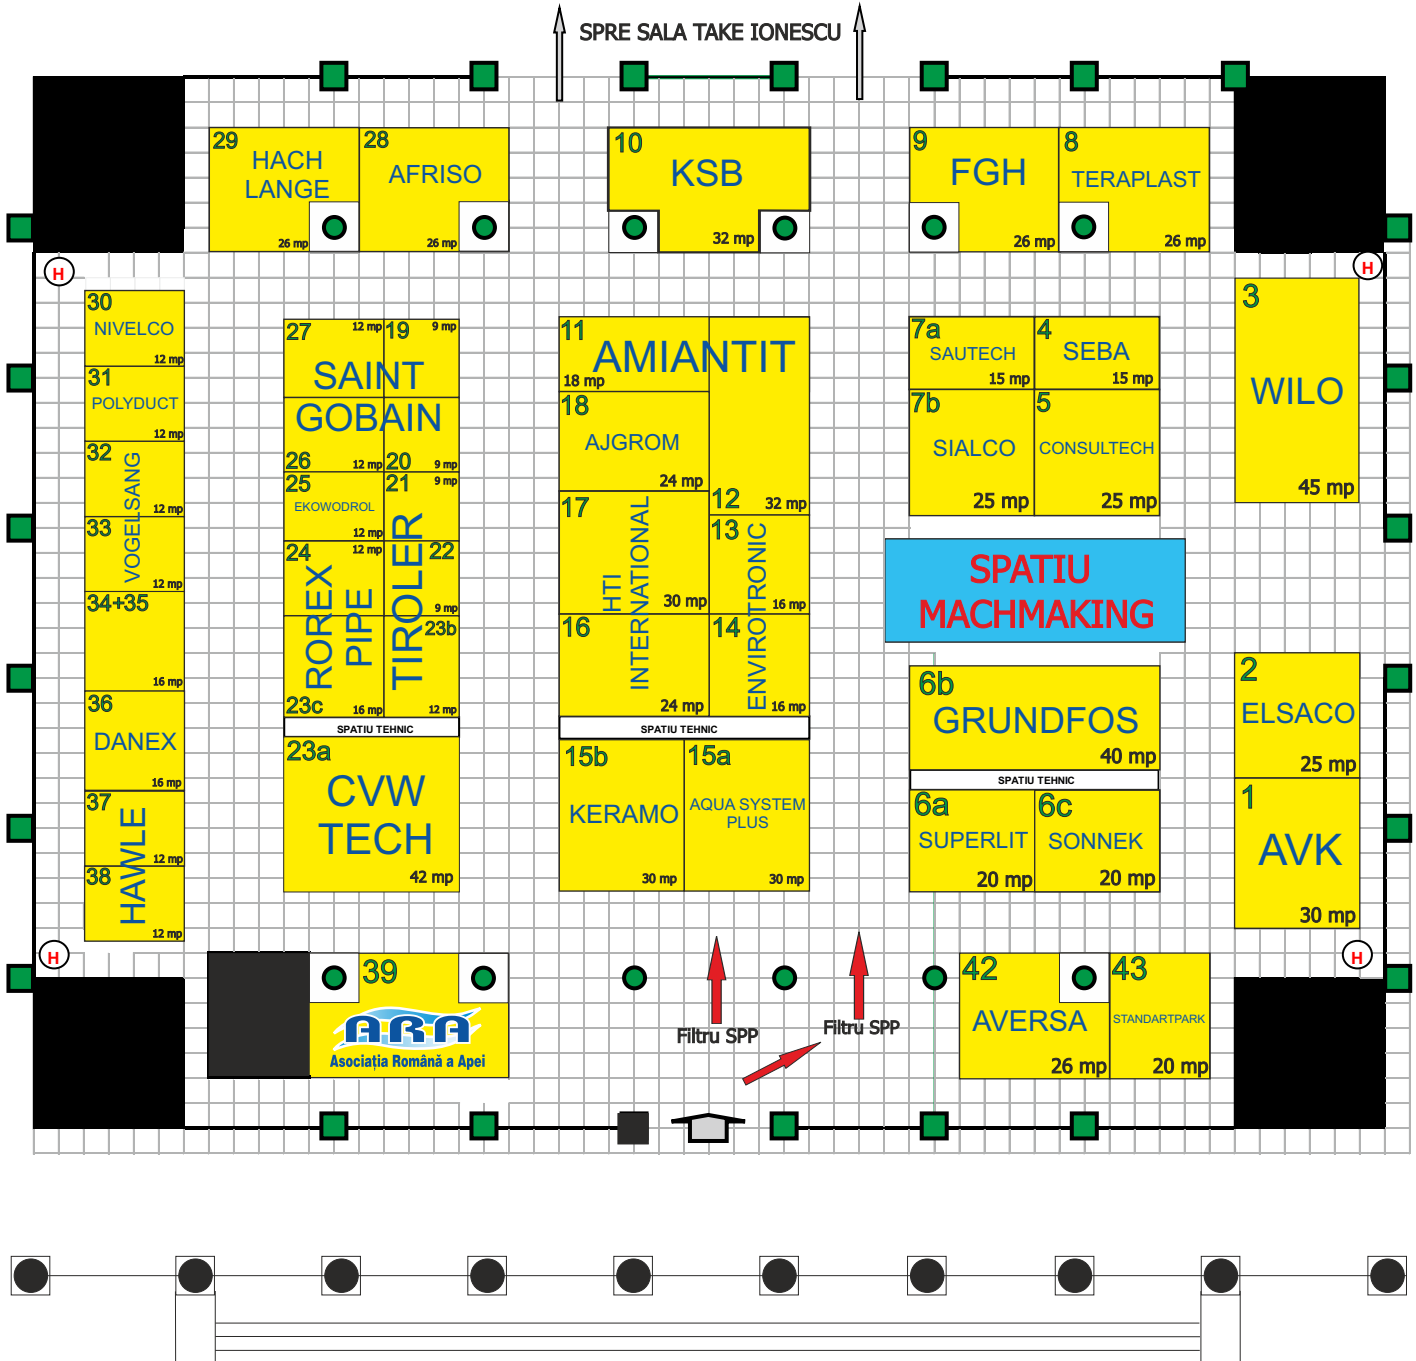 SPRE SALA TAKE IONESCU
29
HACH
LANGE
26 mp
28
AFRISO
26 mp
10
KSB
32 mp
9
FGH
26 mp
8
TERAPLAST
26 mp
H
H
30
NIVELCO
12 mp
31
POLYDUCT
12 mp
32
VOGELSANG
12 mp
33
12 mp
34+35
16 mp
36
DANEX
16 mp
37
HAWLE
12 mp
38
12 mp
27
12 mp
19
9 mp
SAINT
GOBAIN
26
12 mp
20
9 mp
25
EKOWODROL
12 mp
21
9 mp
TIROLER
24
12 mp
22
9 mp
ROREX
PIPE
23c
16 mp
23b
12 mp
SPATIU TEHNIC
23a
CVW
TECH
42 mp
11
AMIANTIT
18 mp
18
AJGROM
24 mp
12
32 mp
17
HTI
INTERNATIONAL
30 mp
13
ENVIROTRONIC
16 mp
16
24 mp
14
16 mp
SPATIU TEHNIC
15b
KERAMO
30 mp
15a
AQUA SYSTEM
PLUS
30 mp
7a
SAUTECH
15 mp
4
SEBA
15 mp
7b
SIALCO
25 mp
5
CONSULTECH
25 mp
3
WILO
45 mp
SPATIU
MACHMAKING
6b
GRUNDFOS
40 mp
SPATIU TEHNIC
6a
SUPERLIT
20 mp
6c
SONNEK
20 mp
2
ELSACO
25 mp
1
AVK
30 mp
H
H
39
ARA
Asociația Română a Apei
Filtru SPP
Filtru SPP
42
AVERSA
26 mp
43
STANDARTPARK
20 mp